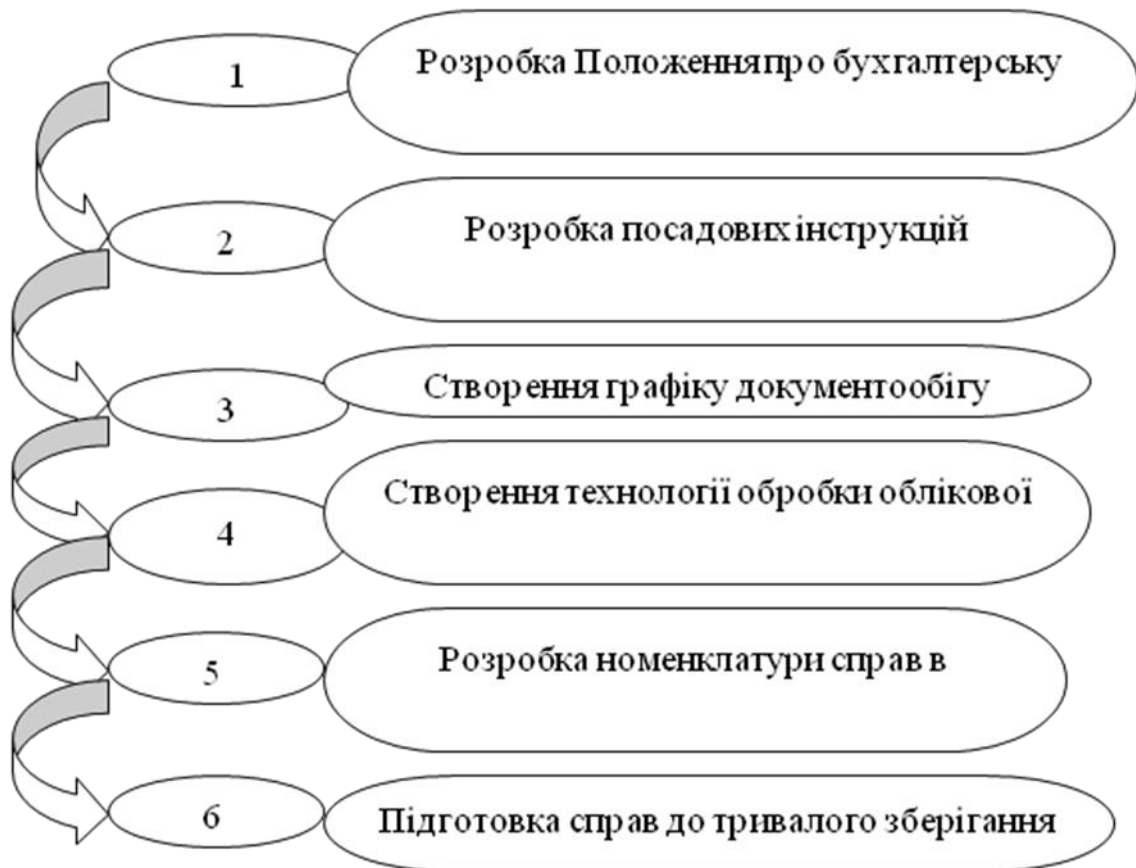 1
Розробка Положення про бухгалтерську
2
Розробка посадових інструкцій
3
Створення графіку документообігу
4
Створення технології обробки облікової
5
Розробка номенклатури справ в
6
Підготовка справ до тривалого зберігання